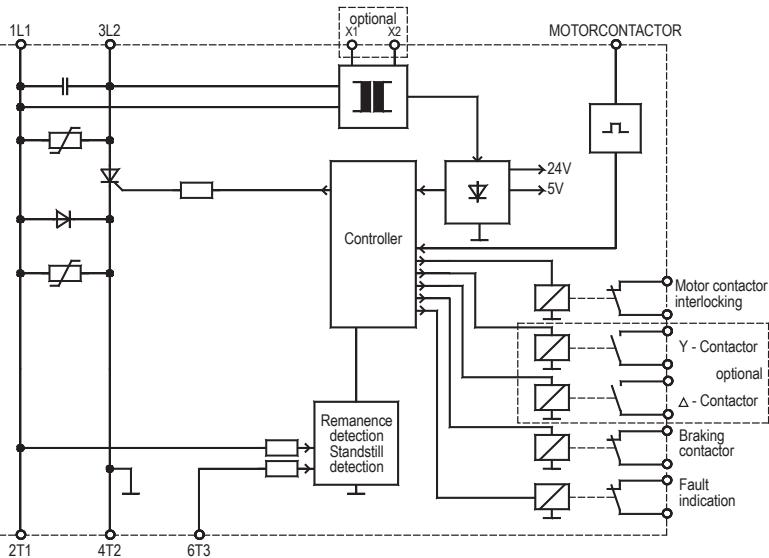 1L1
3L2
optional
X1
X2
MOTORCONTACTOR
24V
5V
Controller
Motor contactor
interlocking
Y - Contactor
optional
Δ - Contactor
Remanence
detection
Standstill
detection
Braking
contactor
Fault
indication
2T1
4T2
6T3